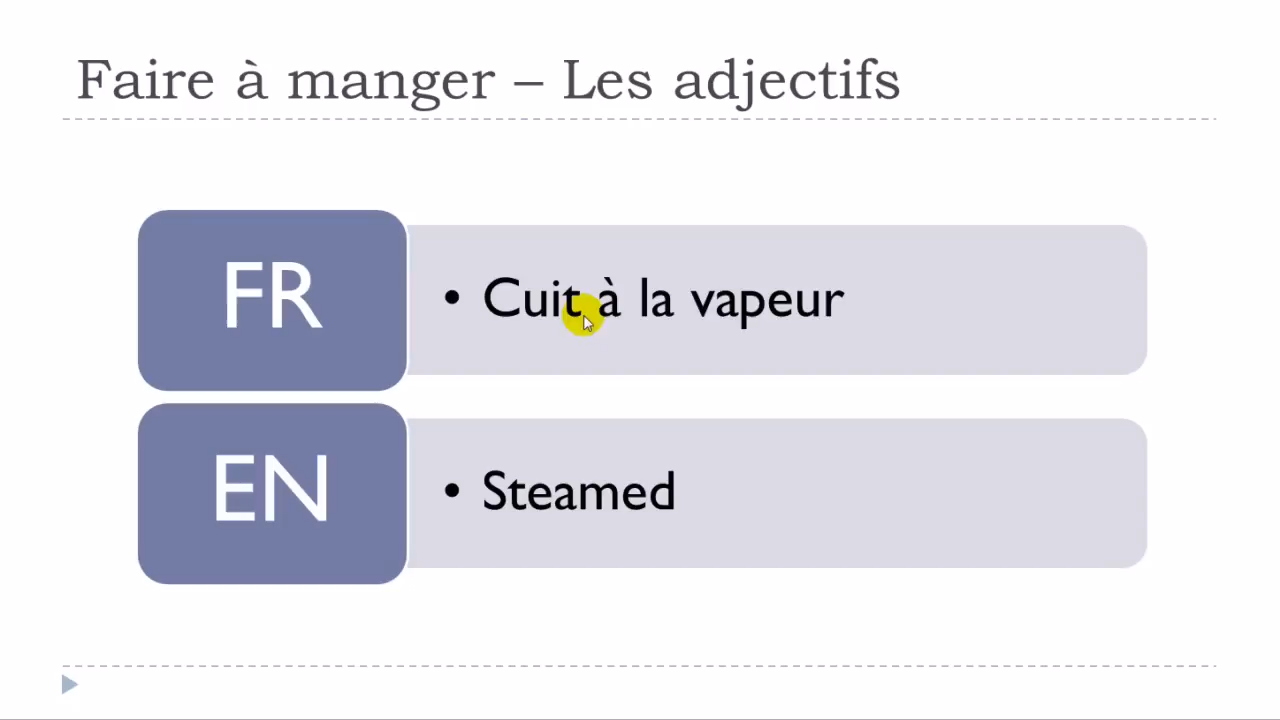 Faire à manger – Les adjectifs
FR
• Cuit à la vapeur
EN
• Steamed